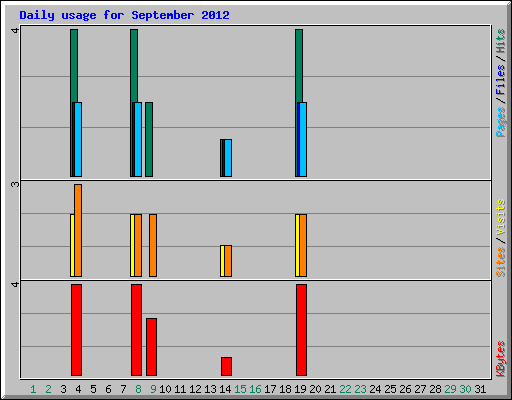 Daily usage for September 2012
4
Pages / Files / Hits
3
Sites / Visits
4
KBytes
1 2 3 4 5 6 7 8 9 10 11 12 13 14 15 16 17 18 19 20 21 22 23 24 25 26 27 28 29 30 31